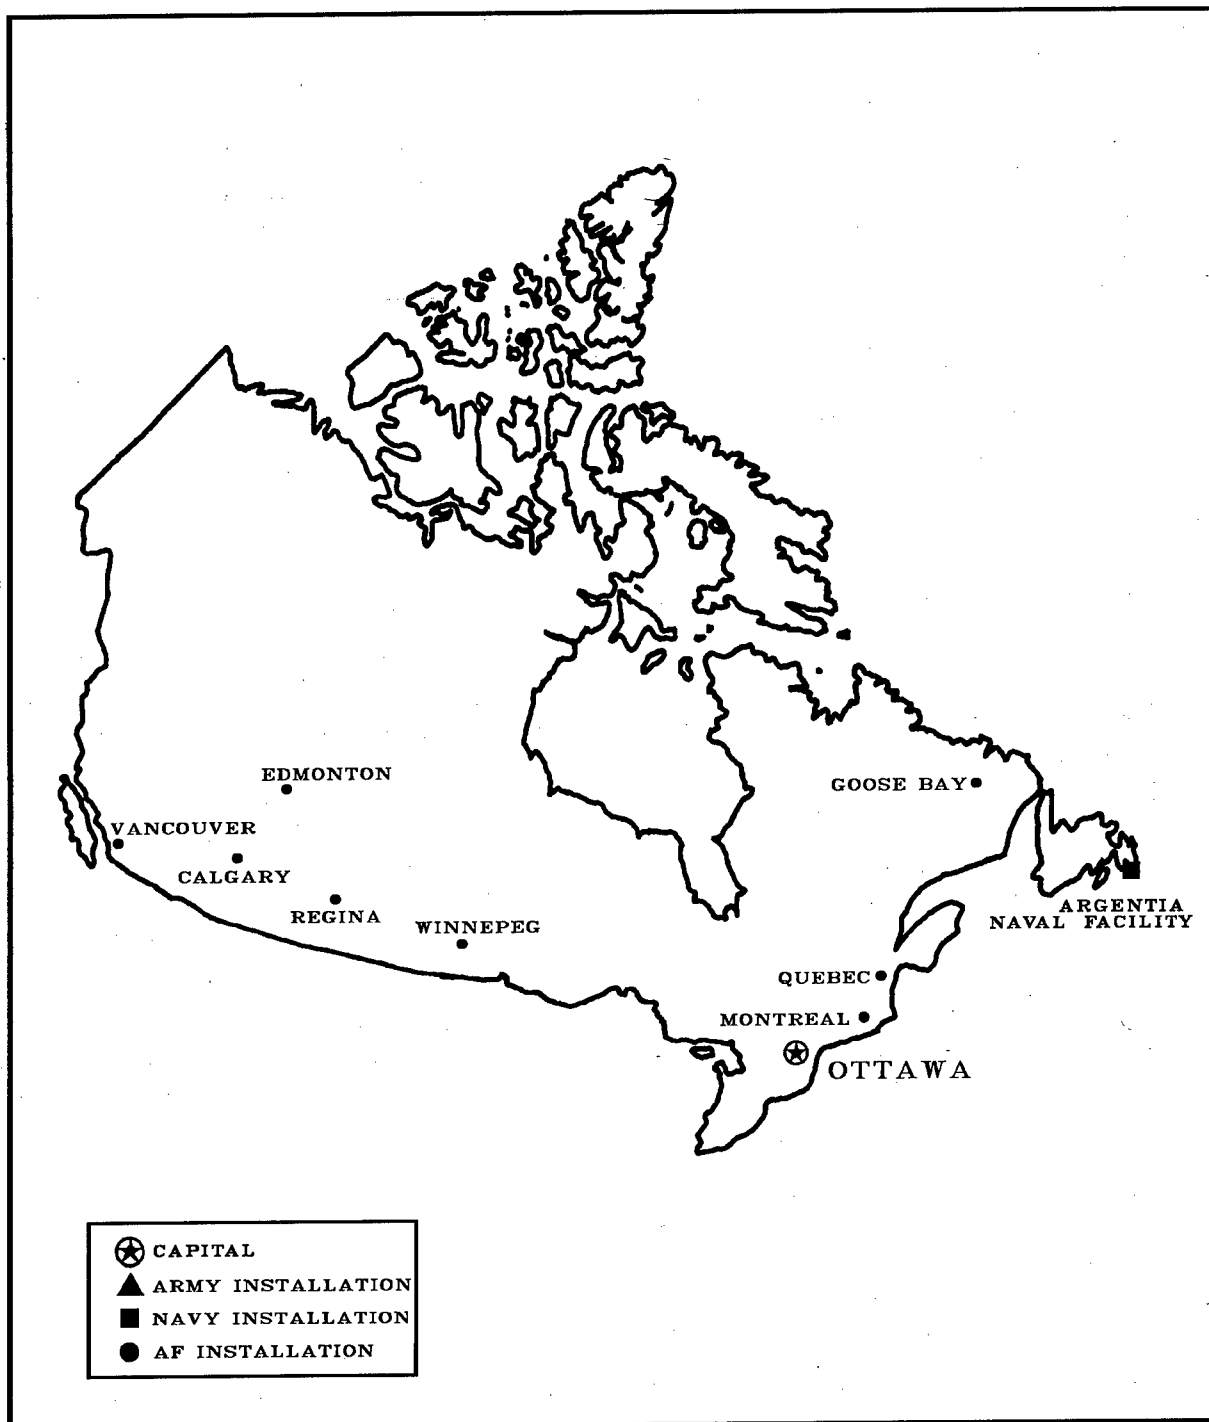 EDMONTON
GOOSE BAY
VANCOUVER
CALGARY
REGINA
WINNEPEG
ARGENTIA
NAVAL FACILITY
QUEBEC
MONTREAL
OTTAWA
CAPITAL
ARMY INSTALLATION
NAVY INSTALLATION
AF INSTALLATION